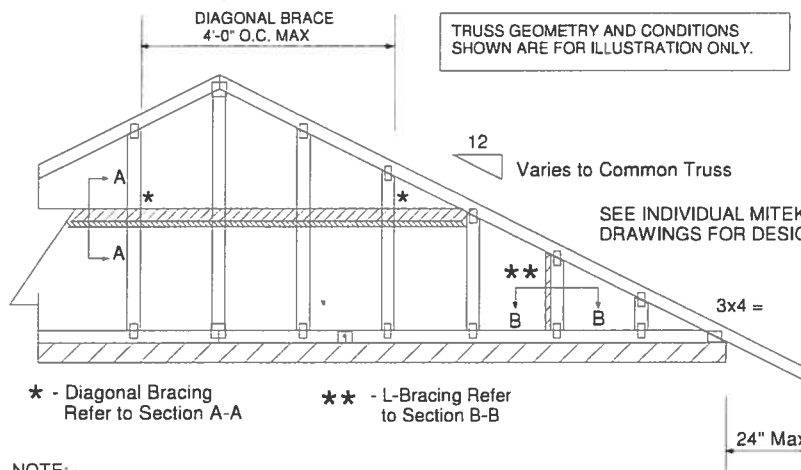 DIAGONAL BRACE
4'-0" O.C. MAX
TRUSS GEOMETRY AND CONDITIONS
SHOWN ARE FOR ILLUSTRATION ONLY.
12
Varies to Common Truss
A
*
*
SEE INDIVIDUAL MITEK
DRAWINGS FOR DESIG
A
**
B
B
3x4 =
* - Diagonal Bracing
Refer to Section A-A
** - L-Bracing Refer
to Section B-B
24" Max
NOTE: